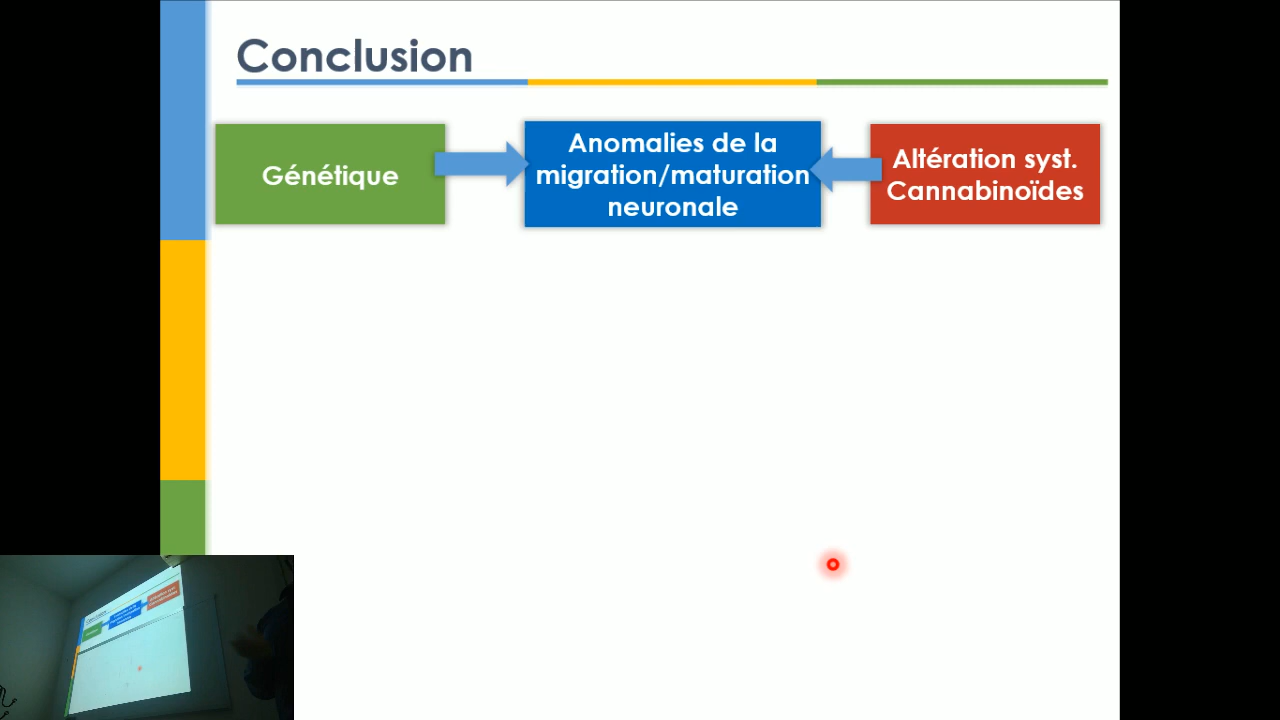 Conclusion
Génétique
Anomalies de la
migration/maturation
neuronale
Altération syst.
Cannabinoïdes